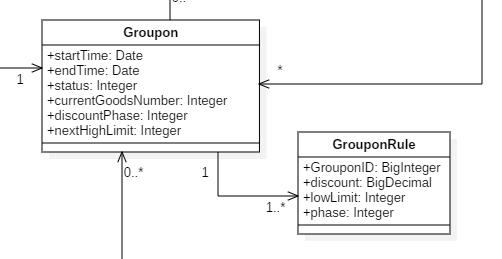 0..
Groupon
+startTime: Date
+endTime: Date
+status: Integer
+currentGoodsNumber: Integer
+discountPhase: Integer
+nextHighLimit: Integer
1
*
0..*
1
1..*
GrouponRule
+GrouponID: BigInteger
+discount: BigDecimal
+lowLimit: Integer
+phase: Integer